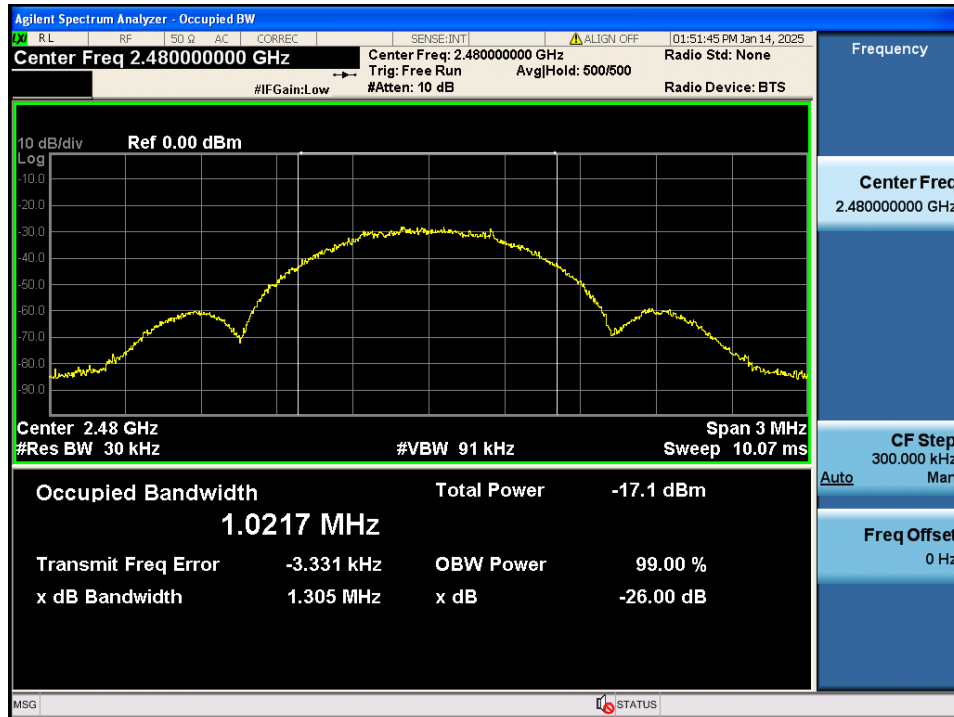 Agilent Spectrum Analyzer - Occupied BW
LXI RL RF 50 Ω AC CORREC SENSE:INT ALIGN OFF 01:51:45 PM Jan 14, 2025
Center Freq 2.480000000 GHz
Center Freq: 2.480000000 GHz Radio Std: None
Trig: Free Run Avg|Hold: 500/500
#IFGain:Low #Atten: 10 dB Radio Device: BTS
10 dB/div Ref 0.00 dBm
Log
-10.0
-20.0
-30.0
-40.0
-50.0
-60.0
-70.0
-80.0
-90.0
Center 2.48 GHz Span 3 MHz
#Res BW 30 kHz #VBW 91 kHz Sweep 10.07 ms
Occupied Bandwidth Total Power -17.1 dBm
1.0217 MHz
Transmit Freq Error -3.331 kHz OBW Power 99.00 %
x dB Bandwidth 1.305 MHz x dB -26.00 dB
MSG STATUS
Frequency
Center Freq
2.480000000 GHz
CF Step
300.000 kHz
Auto Man
Freq Offset
0 Hz